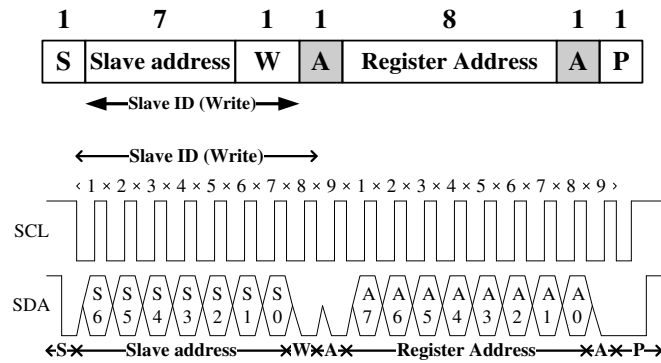 1 7 1 1 8 1 1
S Slave address W A Register Address A P
Slave ID (Write)
Slave ID (Write)
1 2 3 4 5 6 7 8 9 1 2 3 4 5 6 7 8 9
SCL
SDA
S6 S5 S4 S3 S2 S1 S0 A7 A6 A5 A4 A3 A2 A1 A0
S Slave address W A Register Address A P